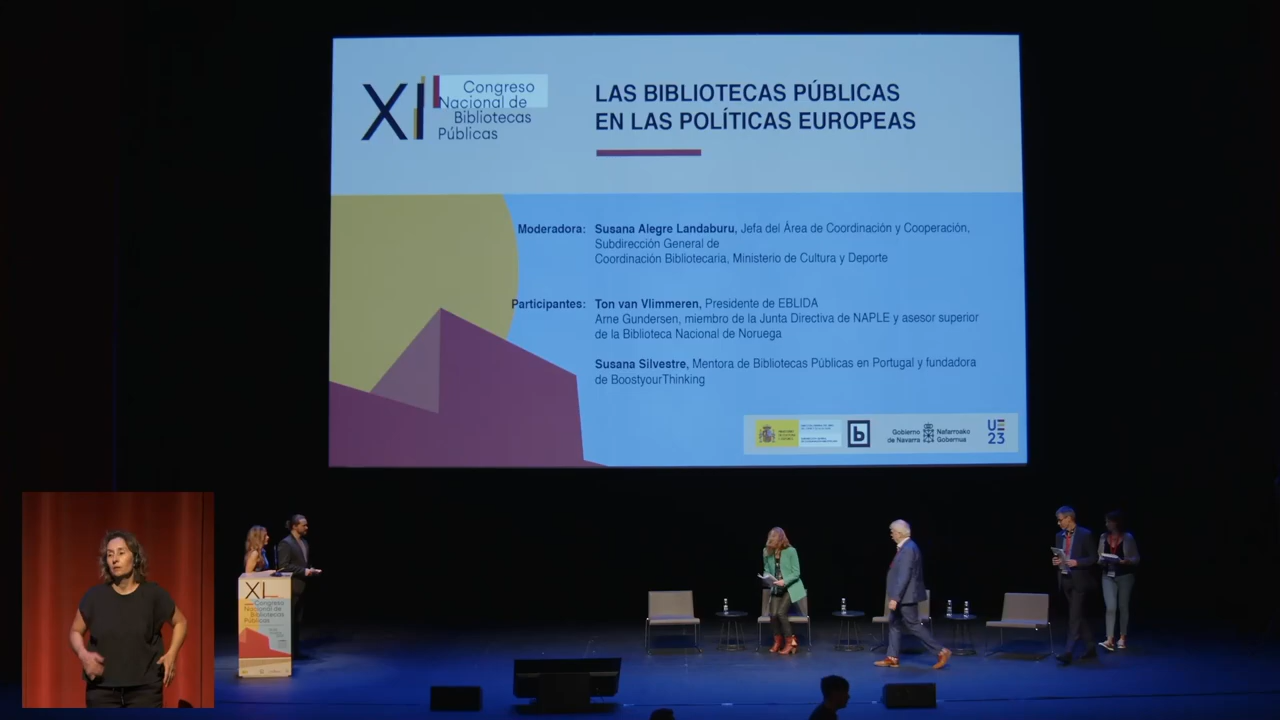 XI Congreso
Nacional de
Bibliotecas
Públicas
LAS BIBLIOTECAS PÚBLICAS
EN LAS POLÍTICAS EUROPEAS
Moderadora: Susana Alegre Landaburu, Jefa del Área de Coordinación y Cooperación,
Subdirección General de
Coordinación Bibliotecaria, Ministerio de Cultura y Deporte
Participantes: Ton van Vlimmeren, Presidente de EBLIDA
Arne Gundersen, miembro de la Junta Directiva de NAPLE y asesor superior
de la Biblioteca Nacional de Noruega
Susana Silvestre, Mentora de Bibliotecas Públicas en Portugal y fundadora
de BoostyourThinking
b
Gobierno
de Navarra
Nafarroako
Gobernua
UE
23
XI
Congreso
Nacional de
Bibliotecas
Públicas